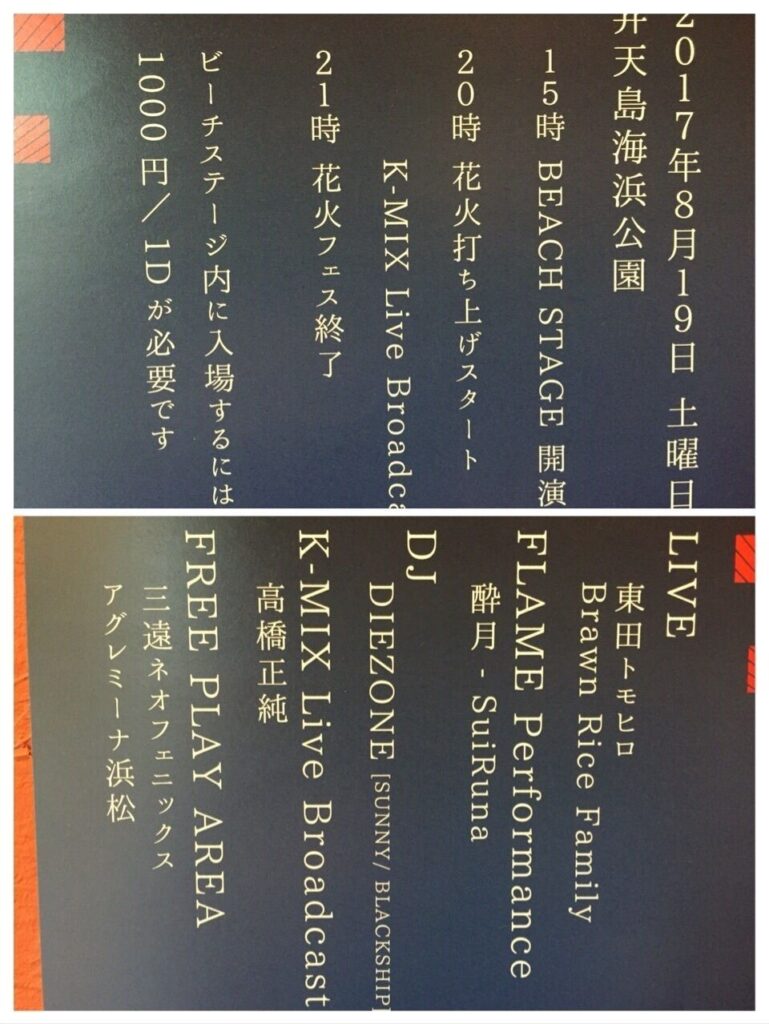 2017年8月19日 土曜日
弁天島海浜公園
15時 BEACH STAGE 開演
20時 花火打ち上げスタート
K-MIX Live Broadca
21時 花火フェス終了
ビーチステージ内に入場するには
1000 円／ 1D が必要です
LIVE
東田トモヒロ
Brawn Rice Family
FLAME Performance
酔月 - SuiRuna
DJ
DIEZONE [SUNNY/ BLACKSHIP]
K-MIX Live Broadcast
高橋正純
FREE PLAY AREA
三遠ネオフェニックス
アグレミーナ浜松